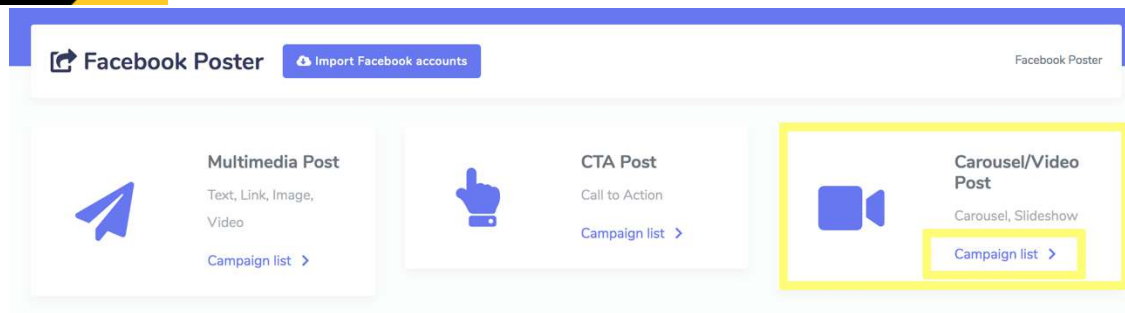 Facebook Poster
Import Facebook accounts
Facebook Poster
Multimedia Post
Text, Link, Image,
Video
Campaign list
CTA Post
Call to Action
Campaign list
Carousel/Video
Post
Carousel, Slideshow
Campaign list